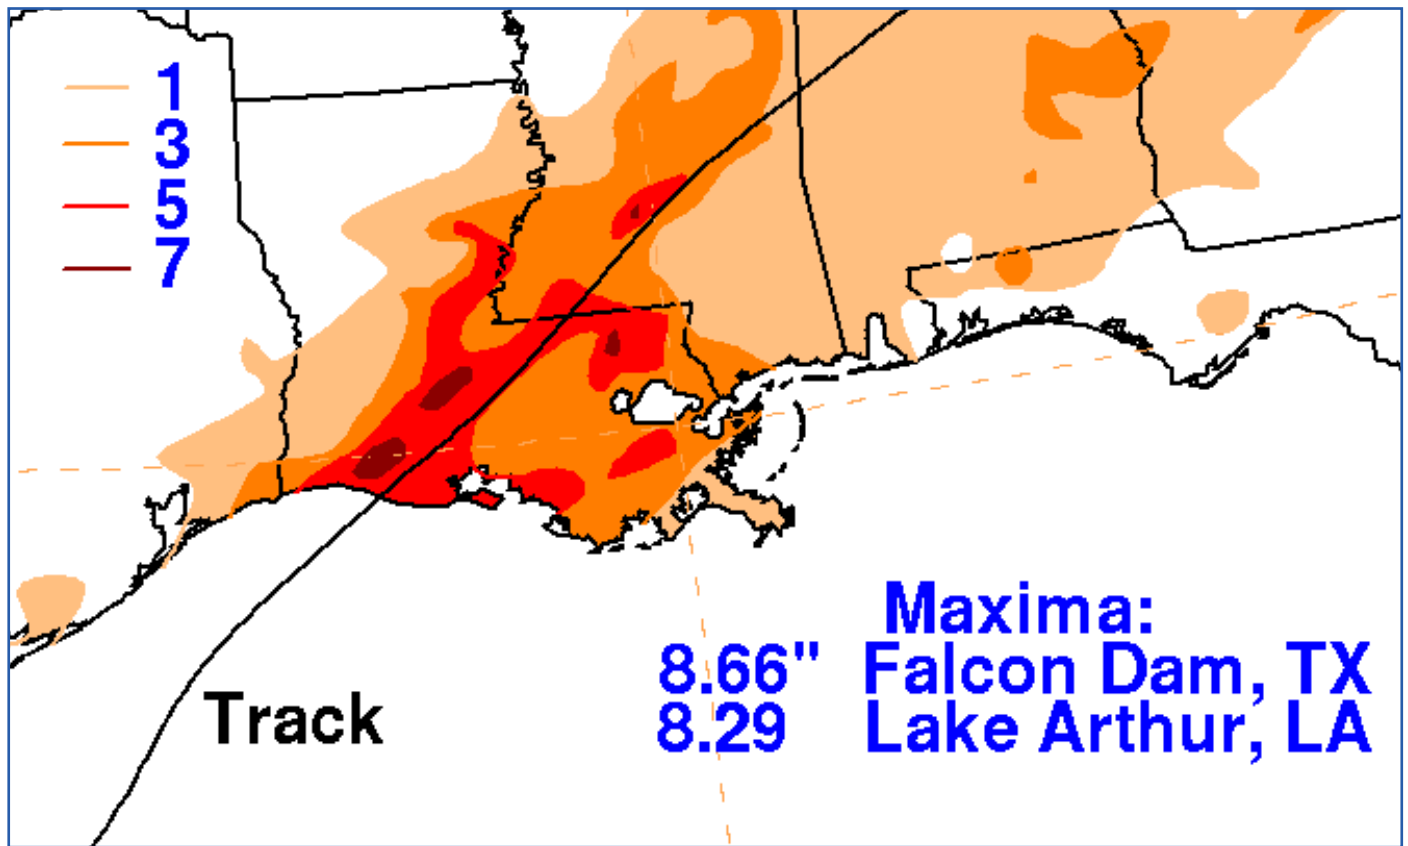 1
3
5
7
Maxima:
8.66" Falcon Dam, TX
8.29 Lake Arthur, LA
Track